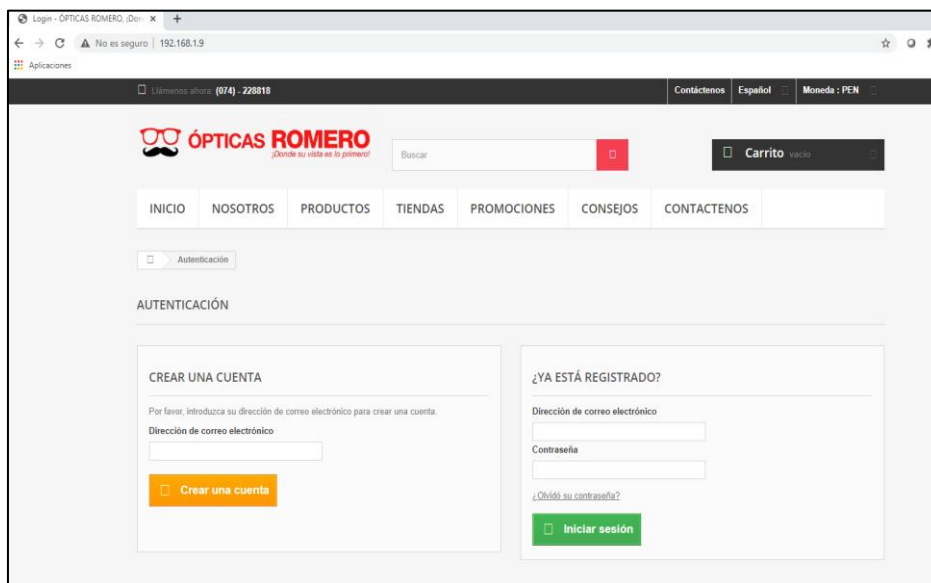 Login - ÓPTICAS ROMERO, ¡Don
No es seguro | 192.168.1.9
Aplicaciones
Llámenos ahora: (074) - 228818
Contáctenos
Español
Moneda : PEN
ÓPTICAS ROMERO
¡Donde su vista es lo primero!
Buscar
Carrito vacío
INICIO NOSOTROS PRODUCTOS TIENDAS PROMOCIONES CONSEJOS CONTACTENOS
Autenticación
AUTENTICACIÓN
CREAR UNA CUENTA
Por favor, introduzca su dirección de correo electrónico para crear una cuenta.
Dirección de correo electrónico
Crear una cuenta
¿YA ESTÁ REGISTRADO?
Dirección de correo electrónico
Contraseña
¿Olvidó su contraseña?
Iniciar sesión